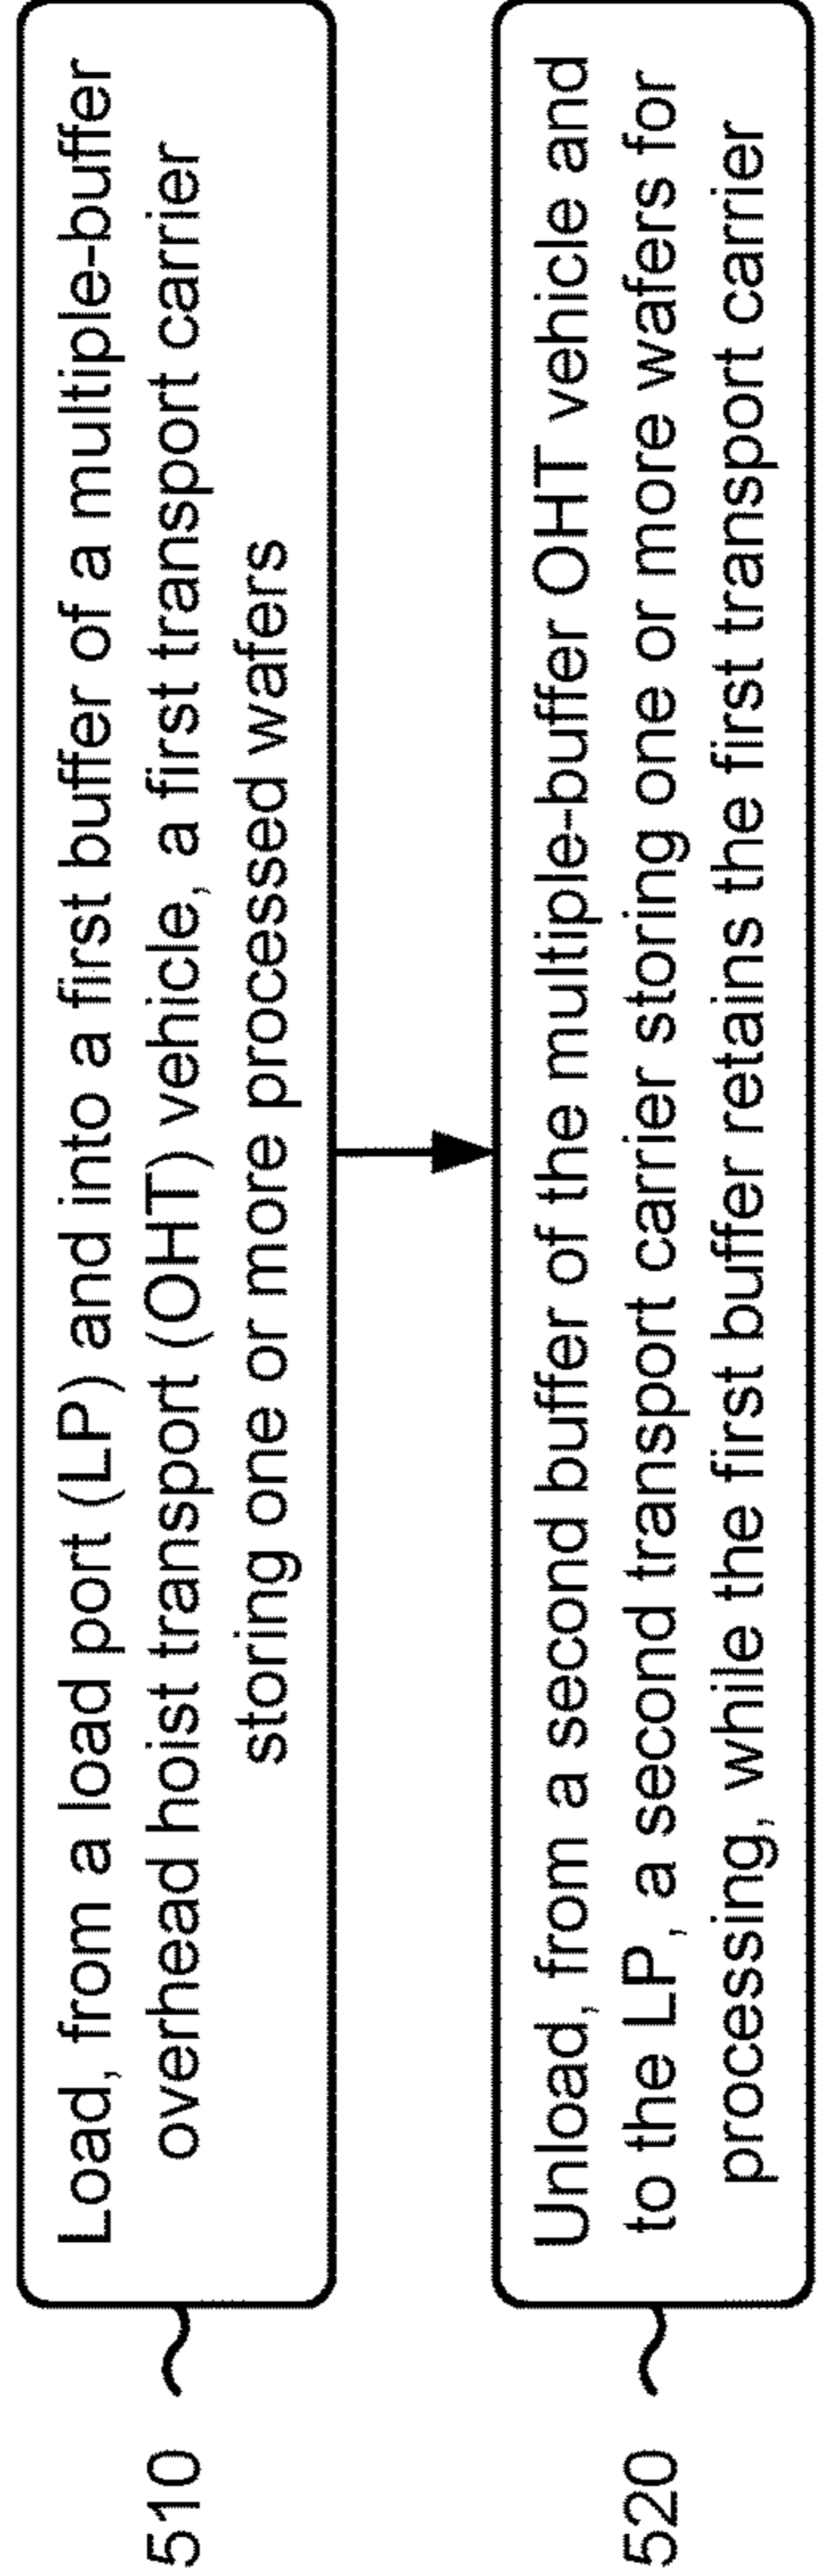 510
Load, from a load port (LP) and into a first buffer of a multiple-buffer
overhead hoist transport (OHT) vehicle, a first transport carrier
storing one or more processed wafers
520
Unload, from a second buffer of the multiple-buffer OHT vehicle and
to the LP, a second transport carrier storing one or more wafers for
processing, while the first buffer retains the first transport carrier